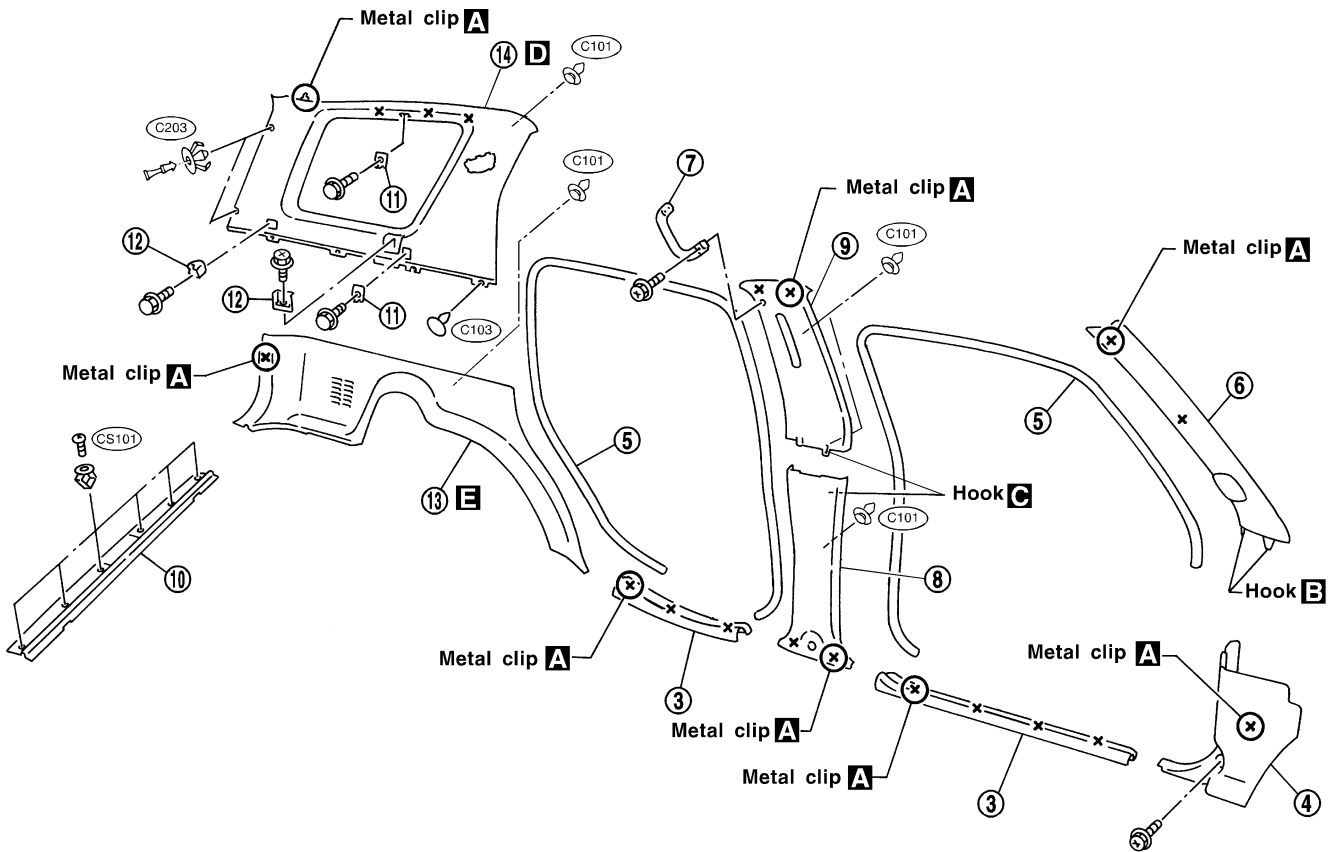 Metal clip A
14 D
C101
C203
C101
7
11
Metal clip A
12
C101
9
Metal clip A
12
11
C103
Metal clip A
6
5
CS101
5
13 E
Hook C
C101
10
8
Hook B
Metal clip A
Metal clip A
3
Metal clip A
Metal clip A
3
4